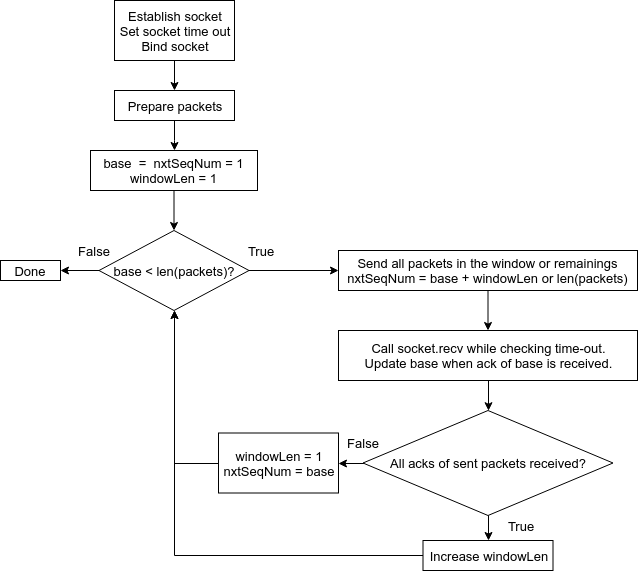 Establish socket
Set socket time out
Bind socket
Prepare packets
base = nxtSeqNum = 1
windowLen = 1
False
True
base < len(packets)?
Done
Send all packets in the window or remainings
nxtSeqNum = base + windowLen or len(packets)
Call socket.recv while checking time-out.
Update base when ack of base is received.
False
windowLen = 1
nxtSeqNum = base
All acks of sent packets received?
True
Increase windowLen